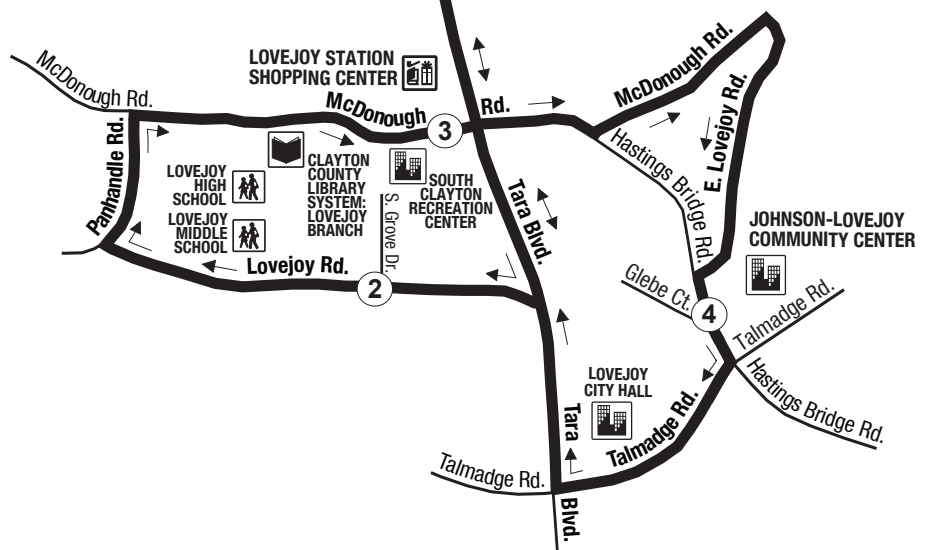 McDonough Rd.
LOVEJOY STATION
SHOPPING CENTER
McDonough
Rd.
McDonough Rd.
E. Lovejoy Rd.
Panhandle Rd.
3
LOVEJOY
HIGH
SCHOOL
LOVEJOY
MIDDLE
SCHOOL
CLAYTON
COUNTY
LIBRARY
SYSTEM:
LOVEJOY
BRANCH
SOUTH
CLAYTON
RECREATION
CENTER
S. Grove Dr.
Tara Blvd.
Hastings Bridge Rd.
JOHNSON-LOVEJOY
COMMUNITY CENTER
Lovejoy Rd.
2
Glebe Ct.
4
Talmadge Rd.
Hastings Bridge Rd.
LOVEJOY
CITY HALL
Tara
Blvd.
Talmadge Rd.
Talmadge Rd.